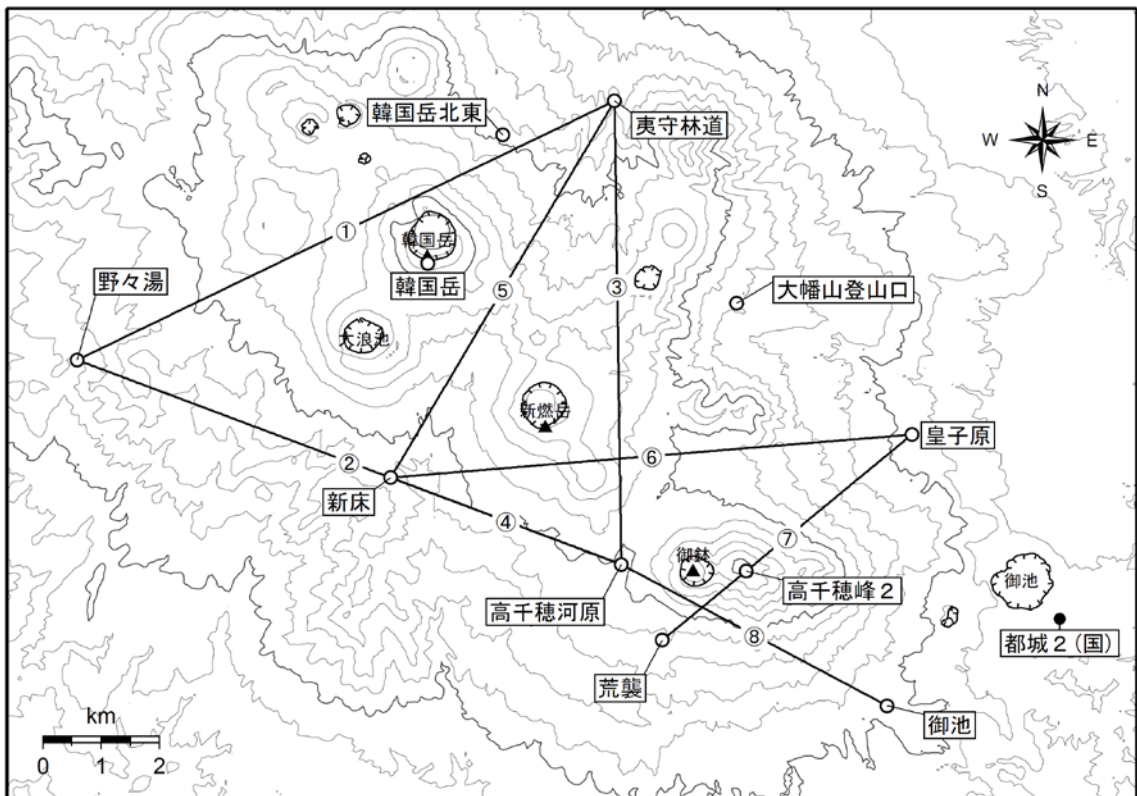 韓国岳北東
夷守林道
N
W
E
S
①
韓国岳
韓国岳
野々湯
⑤
③
大幡山登山口
大浪池
新燃岳
皇子原
②
⑥
新床
④
⑦
御鉢
高千穂峰2
御池
高千穂河原
⑧
都城2(国)
荒襲
御池
km
0 1 2